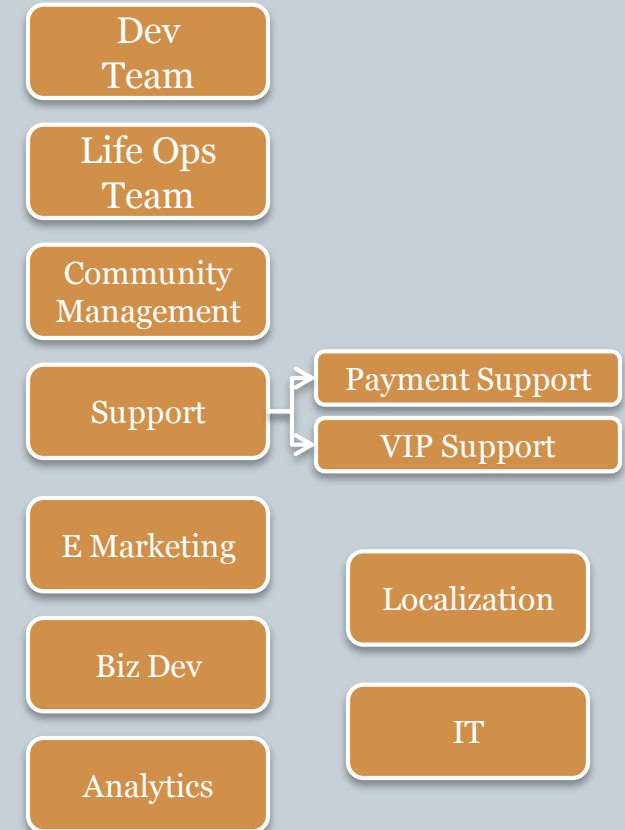 Dev
Team
Life Ops
Team
Community
Management
Support
Payment Support
VIP Support
E Marketing
Localization
Biz Dev
IT
Analytics